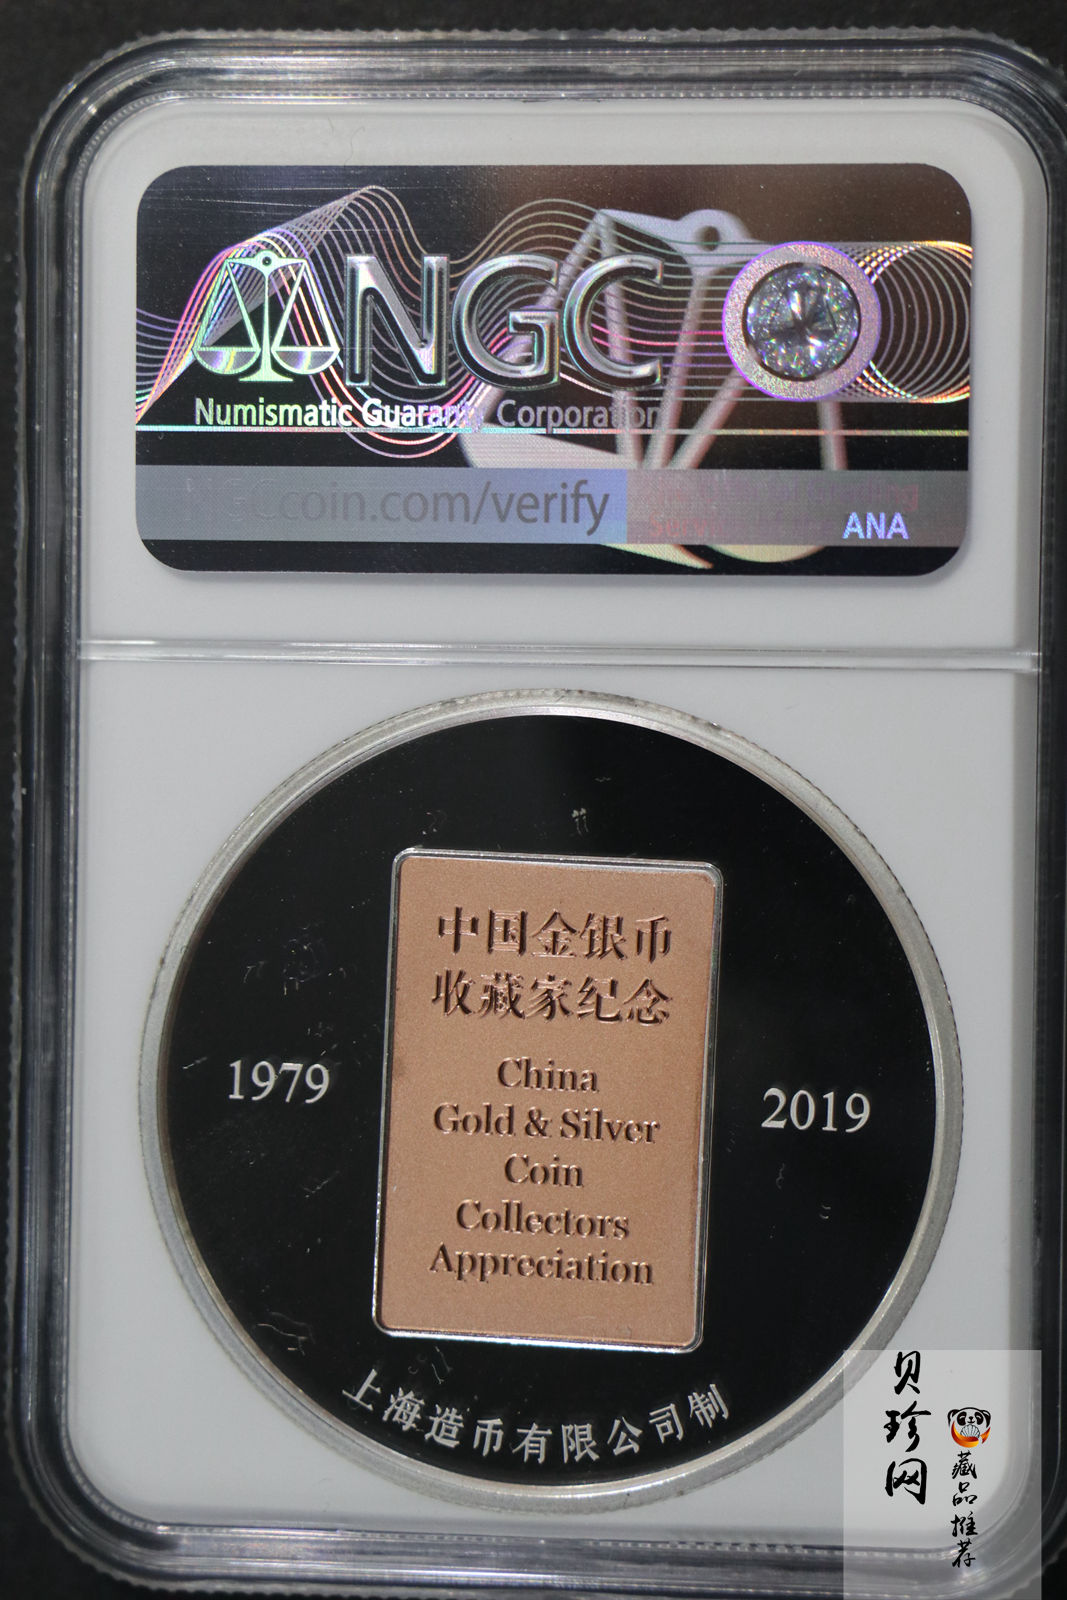 NGC
Numismatic Guaranty Corporation
NGCcoin.com/verify
ANA
中国金银币
收藏家纪念
China
Gold & Silver
Coin
Collectors
Appreciation
1979
2019
上海造币有限公司制
贝珍网
藏品推荐